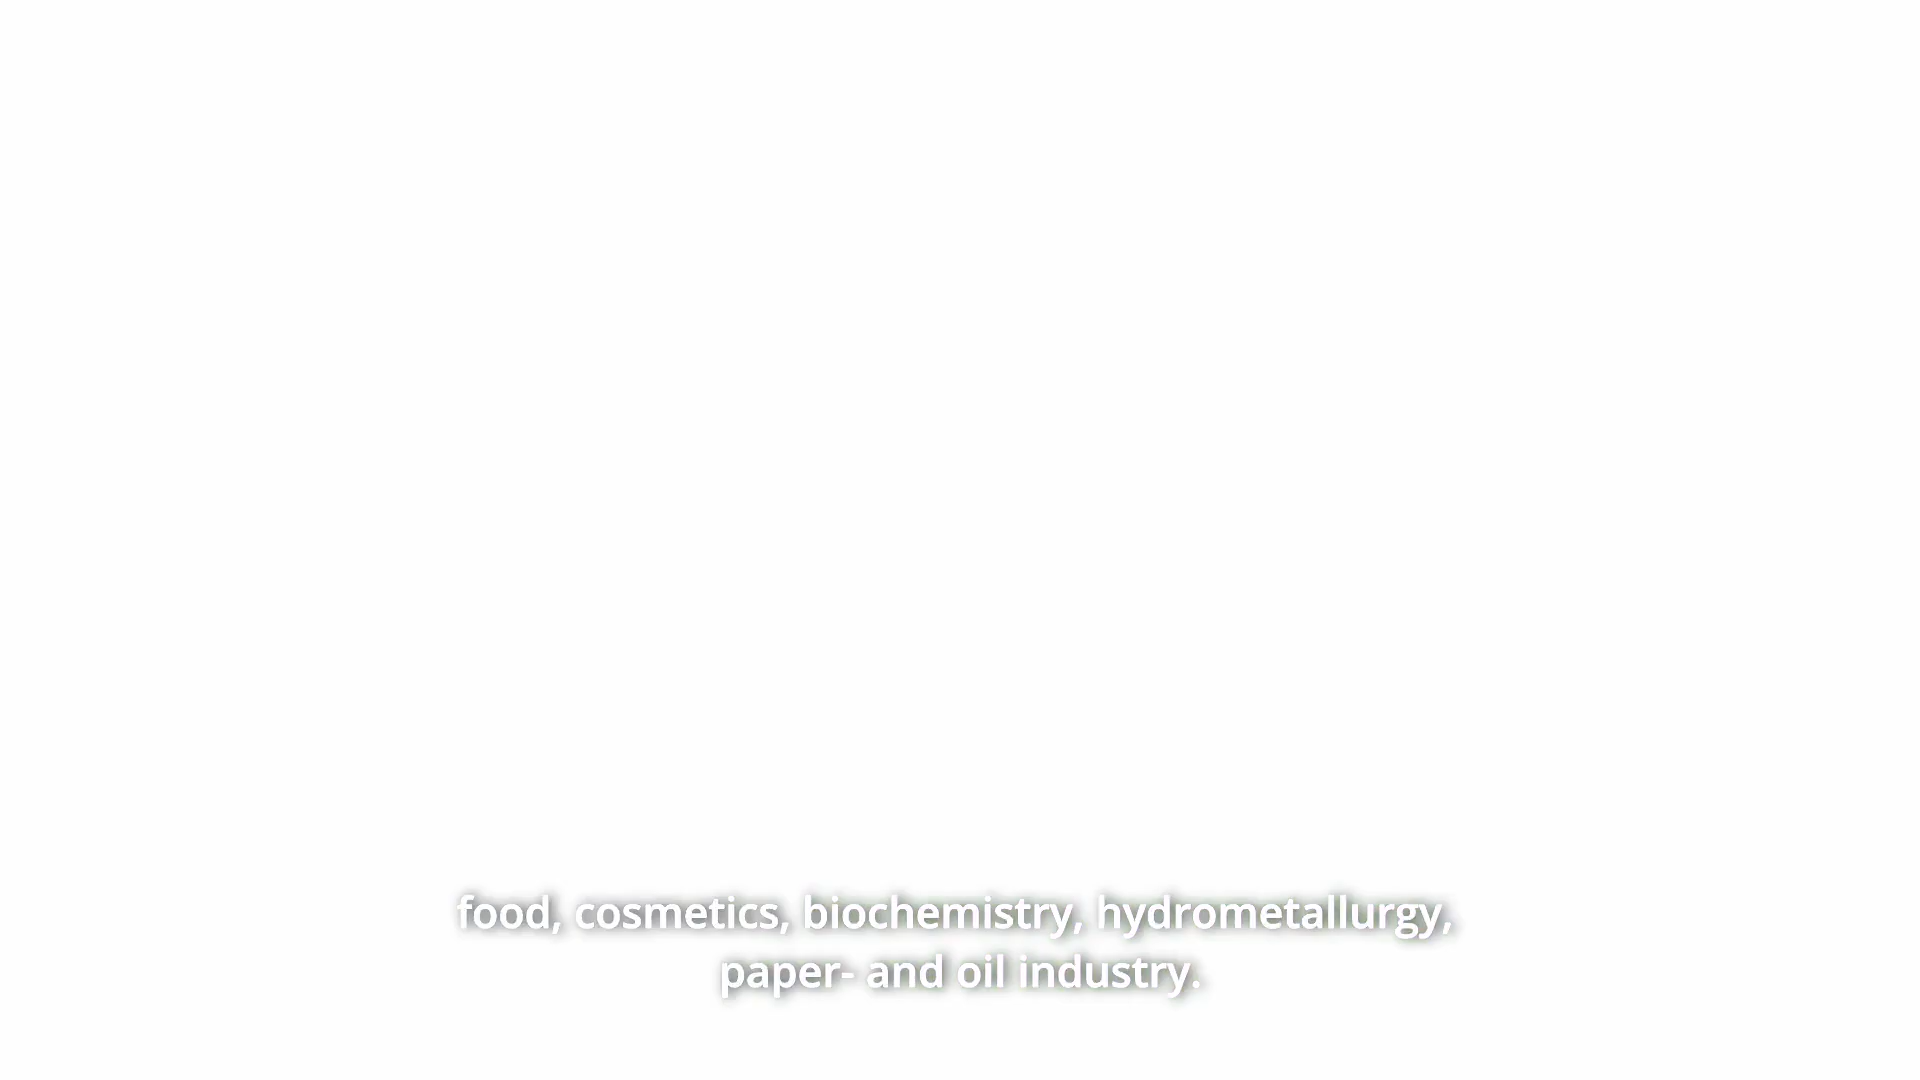 food, cosmetics, biochemistry, hydrometallurgy,
paper- and oil industry.